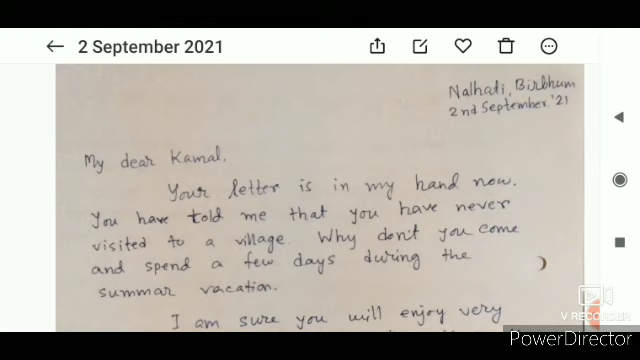 2 September 2021
Nalhati, Birbhum
2nd September '21
My dear Kamal,
Your letter is in my hand now.
You have told me that you have never
visited to a village. Why don't you come
and spend a few days during the
summar vacation.
I am sure you will enjoy very
V RECORDER
PowerDirector